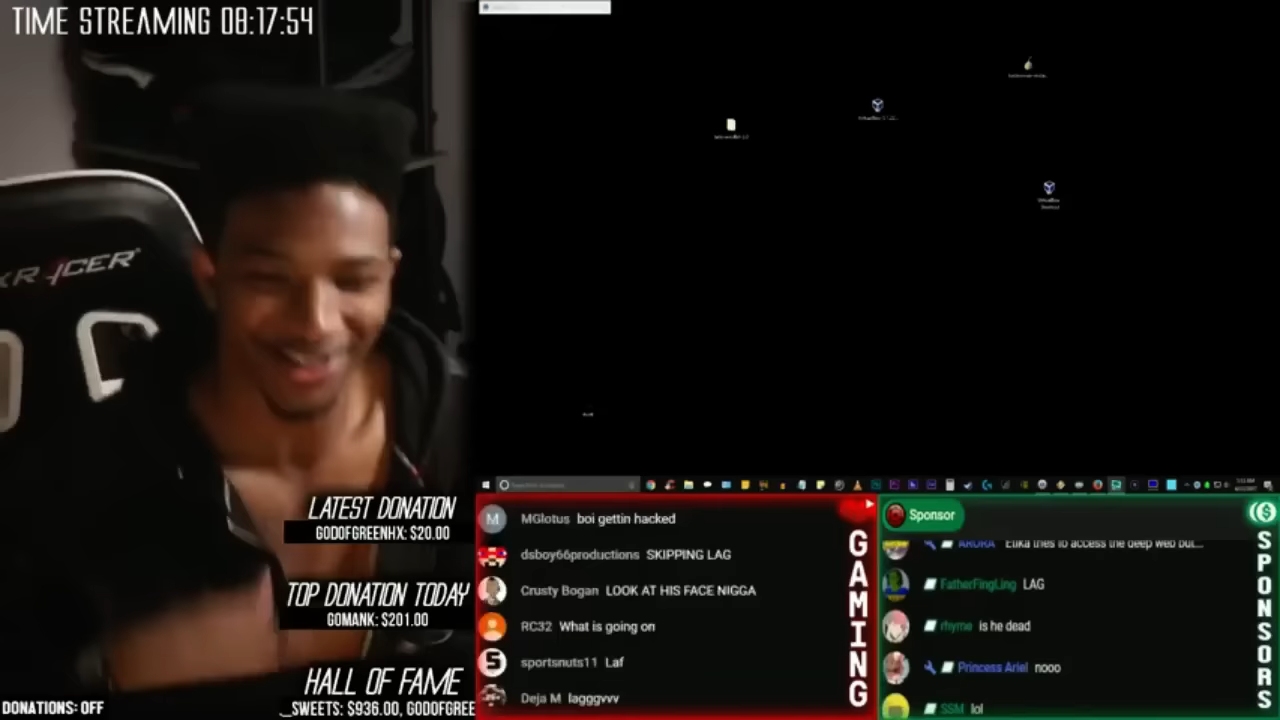 TIME STREAMING 08:17:54
LATEST DONATION
GODOFGREENHX: $20.00
TOP DONATION TODAY
GOMANK: $201.00
HALL OF FAME
_SWEETS: $936.00, GODOFGREE
DONATIONS: OFF
MGlotus boi gettin hacked
dsboy66productions SKIPPING LAG
Crusty Bogan LOOK AT HIS FACE NIGGA
RC32 What is going on
sportsnuts11 Laf
Deja M lagggvvv
GAMING
Sponsor
ARORA Etika tries to access the deep web but...
FatherFingLing LAG
rhyme is he dead
Princess Ariel nooo
SSM lol
SPONSORS